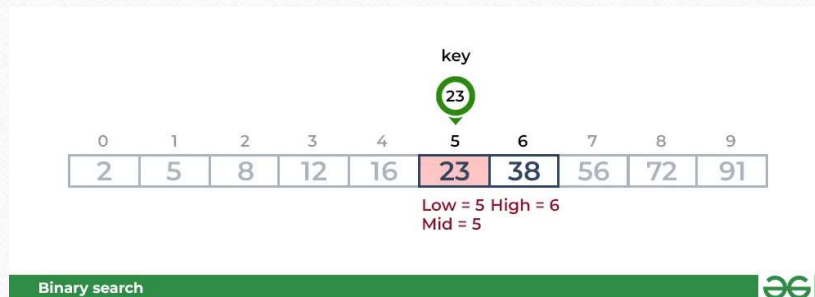 key
23
0 1 2 3 4 5 6 7 8 9
2 5 8 12 16 23 38 56 72 91
Low = 5 High = 6
Mid = 5
Binary search